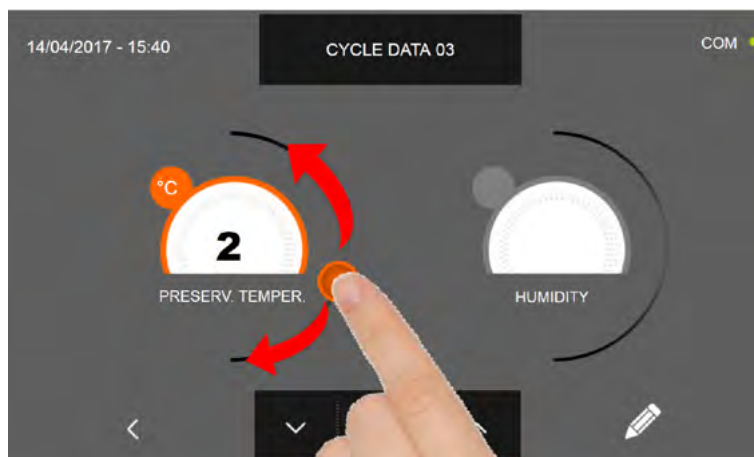 14/04/2017 - 15:40
CYCLE DATA 03
COM
°C
2
PRESERV. TEMPER.
HUMIDITY